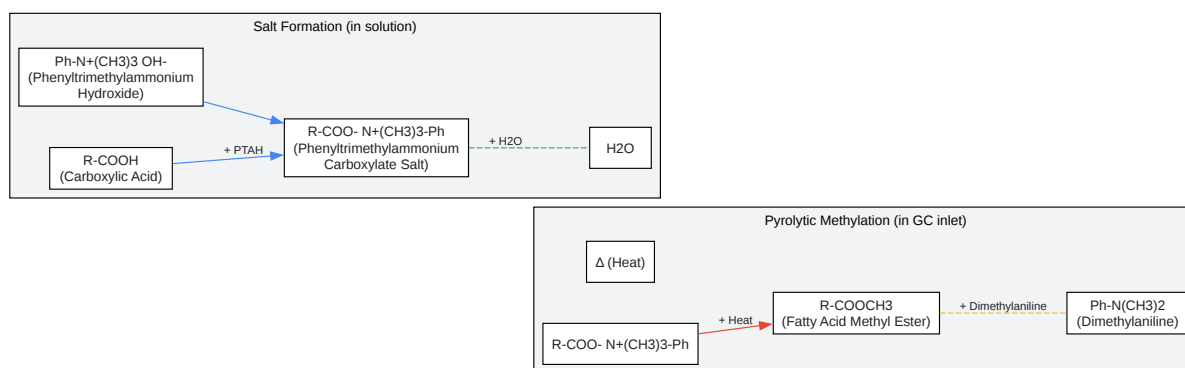 Salt Formation (in solution)
Ph-N+(CH3)3 OH-
(Phenyltrimethylammonium
Hydroxide)
R-COOH
(Carboxylic Acid)
+ PTAH
R-COO- N+(CH3)3-Ph
(Phenyltrimethylammonium
Carboxylate Salt)
+ H2O
H2O
Pyrolytic Methylation (in GC inlet)
Δ (Heat)
R-COO- N+(CH3)3-Ph
+ Heat
R-COOCH3
(Fatty Acid Methyl Ester)
+ Dimethylaniline
Ph-N(CH3)2
(Dimethylaniline)